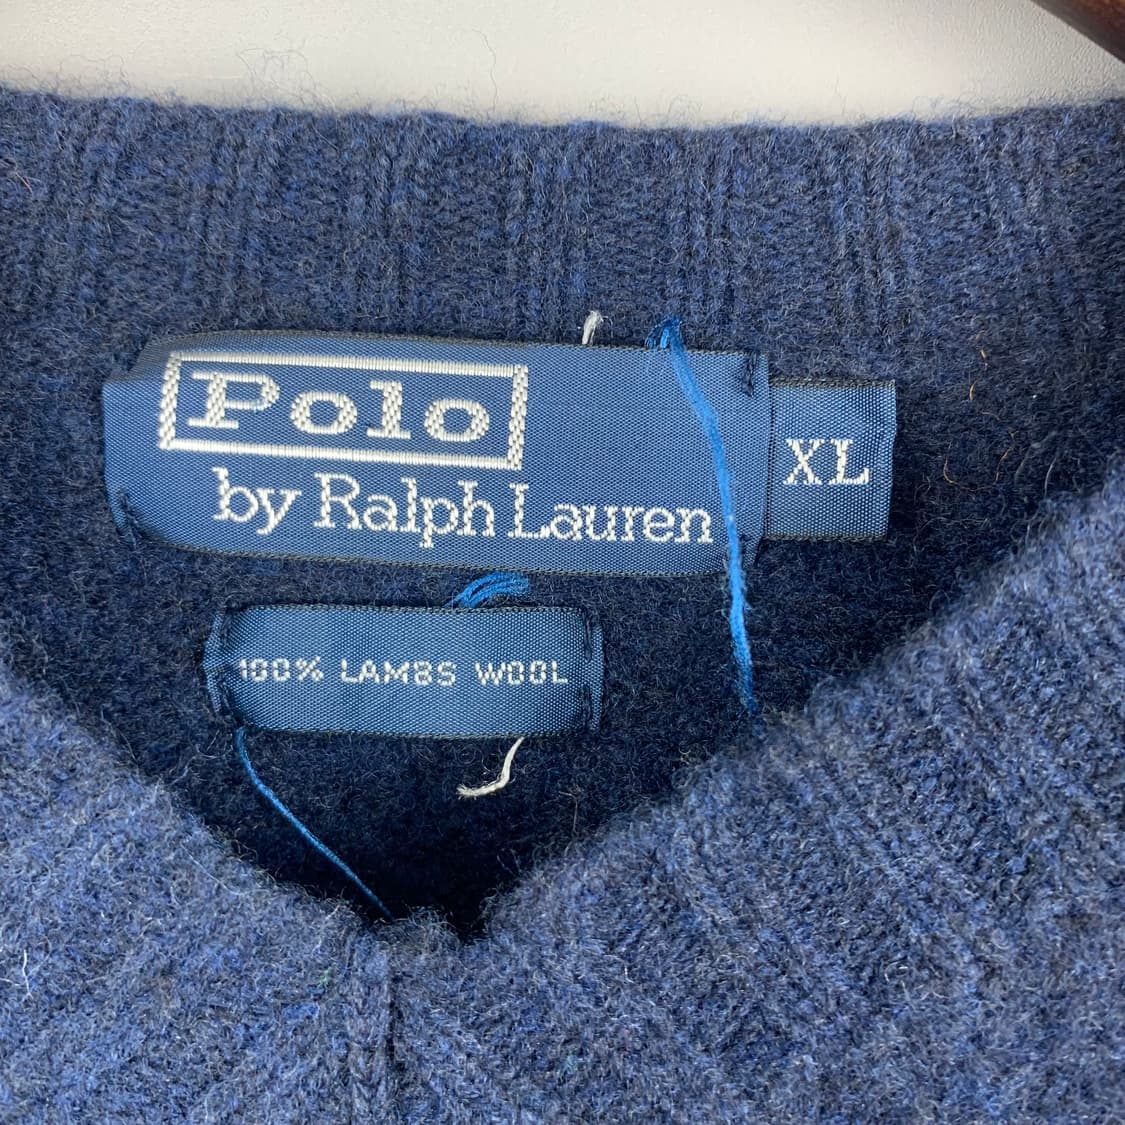 Polo
by Ralph Lauren
XL
100% LAMBS WOOL